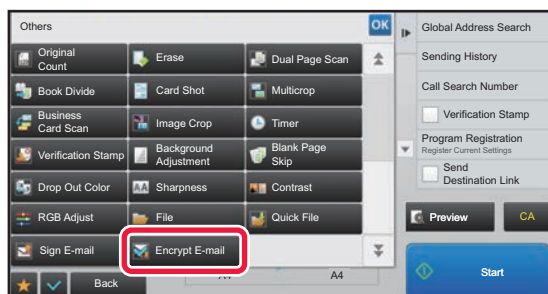 Others
OK
Original
Count
Erase
Dual Page Scan
Book Divide
Card Shot
Multicrop
Business
Card Scan
Image Crop
Timer
Verification Stamp
Background
Adjustment
Blank Page
Skip
Drop Out Color
AA
Sharpness
Contrast
RGB Adjust
File
Quick File
Sign E-mail
Encrypt E-mail
Back
A4
A4
Global Address Search
Sending History
Call Search Number
Verification Stamp
Program Registration
Register Current Settings
Send
Destination Link
Preview
CA
Start